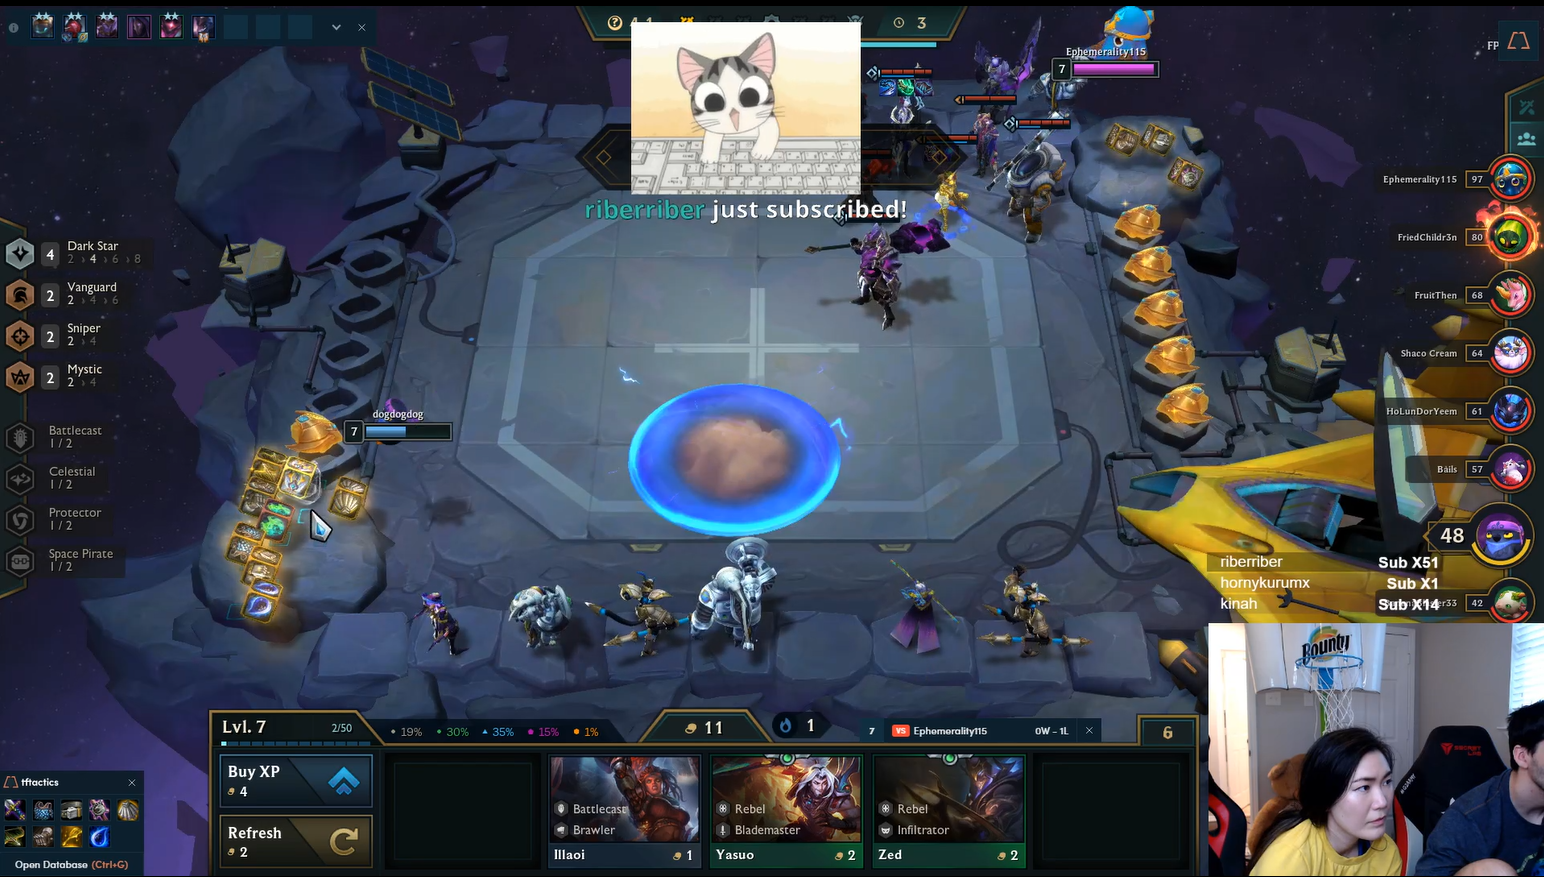 4-1
3
FP
Ephemerality115
7
riberriber just subscribed!
4 Dark Star
2 › 4 › 6 › 8
2 Vanguard
2 › 4 › 6
2 Sniper
2 › 4
2 Mystic
2 › 4
Battlecast
1 / 2
Celestial
1 / 2
Protector
1 / 2
Space Pirate
1 / 2
dogdogdog
7
Ephemerality115 97
FriedChildr3n 80
FruitThen 68
Shaco Cream 64
HoLunDorYeem 61
Bails 57
48
42
riberriber Sub X51
hornykurumx Sub X1
kinah Sub X14
Bounty
Lvl. 7 2/50
19% 30% 35% 15% 1%
11
1
7 VS Ephemerality115 0W – 1L
6
Buy XP
4
Refresh
2
Battlecast
Brawler
Illaoi 1
Rebel
Blademaster
Yasuo 2
Rebel
Infiltrator
Zed 2
tftactics
Open Database (Ctrl+G)